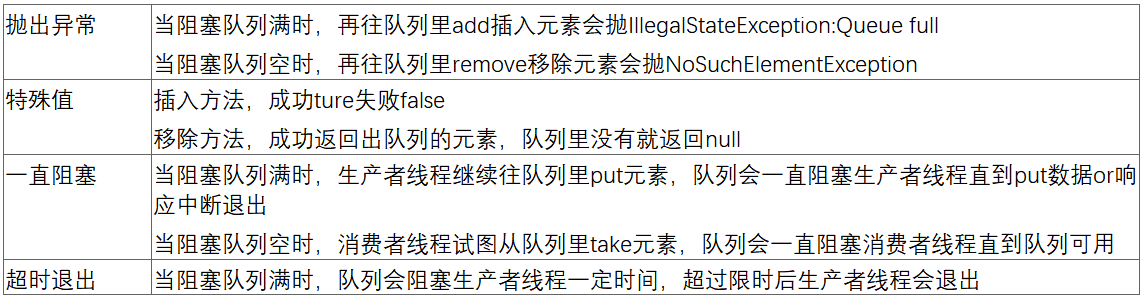 抛出异常
当阻塞队列满时，再往队列里add插入元素会抛IllegalStateException:Queue full
当阻塞队列空时，再往队列里remove移除元素会抛NoSuchElementException
特殊值
插入方法，成功ture失败false
移除方法，成功返回出队列的元素，队列里没有就返回null
一直阻塞
当阻塞队列满时，生产者线程继续往队列里put元素，队列会一直阻塞生产者线程直到put数据or响
应中断退出
当阻塞队列空时，消费者线程试图从队列里take元素，队列会一直阻塞消费者线程直到队列可用
超时退出
当阻塞队列满时，队列会阻塞生产者线程一定时间，超过限时后生产者线程会退出